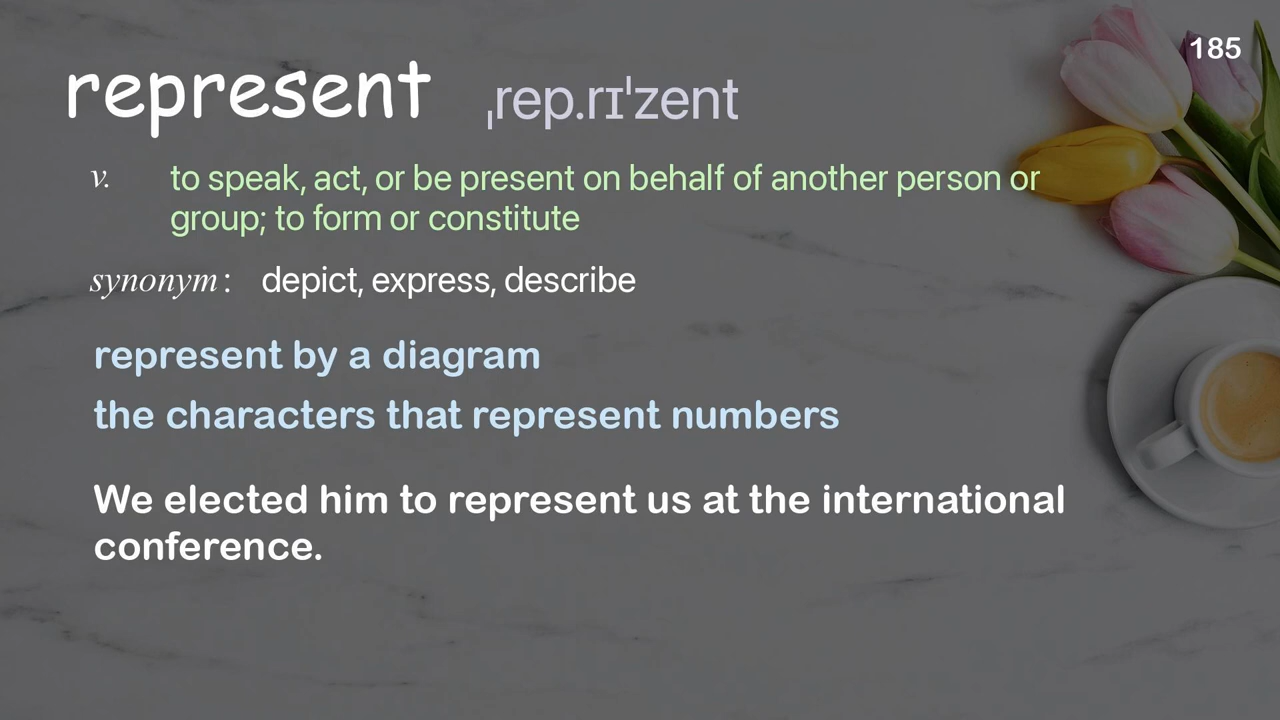 185
represent ˌrep.rɪˈzent
v. to speak, act, or be present on behalf of another person or
group; to form or constitute
synonym: depict, express, describe
represent by a diagram
the characters that represent numbers
We elected him to represent us at the international
conference.